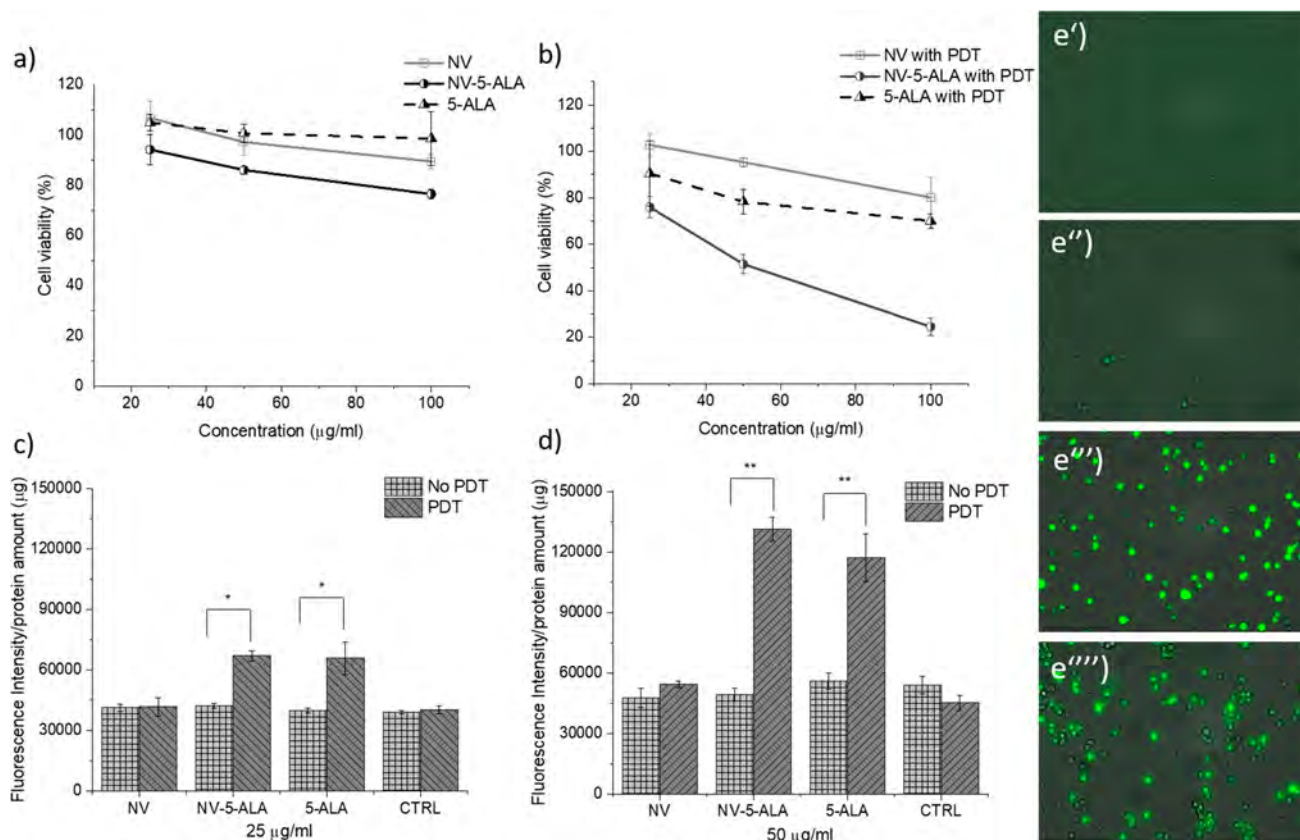 a)
NV
NV-5-ALA
5-ALA
120
100
80
60
40
20
0
Cell viability (%)
20 40 60 80 100
Concentration (μg/ml)
b)
NV with PDT
NV-5-ALA with PDT
5-ALA with PDT
120
100
80
60
40
20
0
Cell viability (%)
20 40 60 80 100
Concentration (μg/ml)
c)
No PDT
PDT
150000
120000
90000
60000
30000
0
Fluorescence Intensity/protein amount (μg)
* *
NV NV-5-ALA 5-ALA CTRL
25 μg/ml
d)
No PDT
PDT
150000
120000
90000
60000
30000
0
Fluorescence Intensity/protein amount (μg)
** **
NV NV-5-ALA 5-ALA CTRL
50 μg/ml
e')
e'')
e''')
e'''')